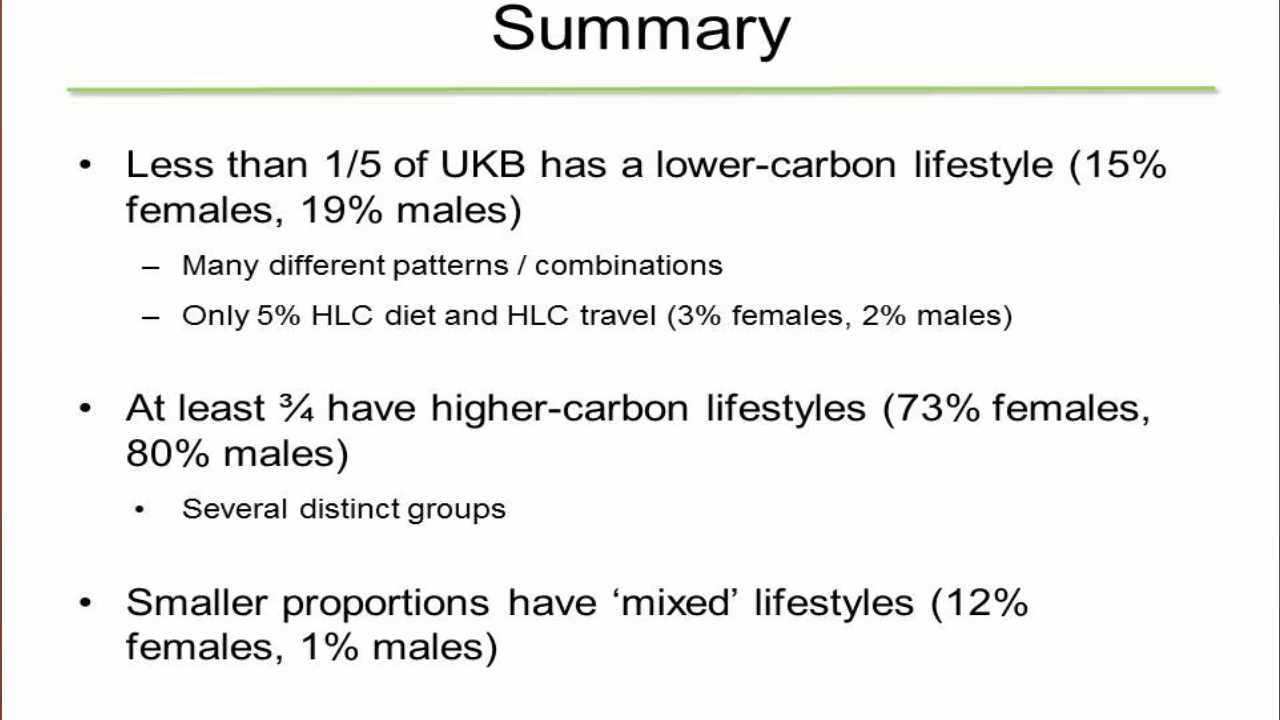 Summary
• Less than 1/5 of UKB has a lower-carbon lifestyle (15%
females, 19% males)
– Many different patterns / combinations
– Only 5% HLC diet and HLC travel (3% females, 2% males)
• At least ¾ have higher-carbon lifestyles (73% females,
80% males)
• Several distinct groups
• Smaller proportions have ‘mixed’ lifestyles (12%
females, 1% males)